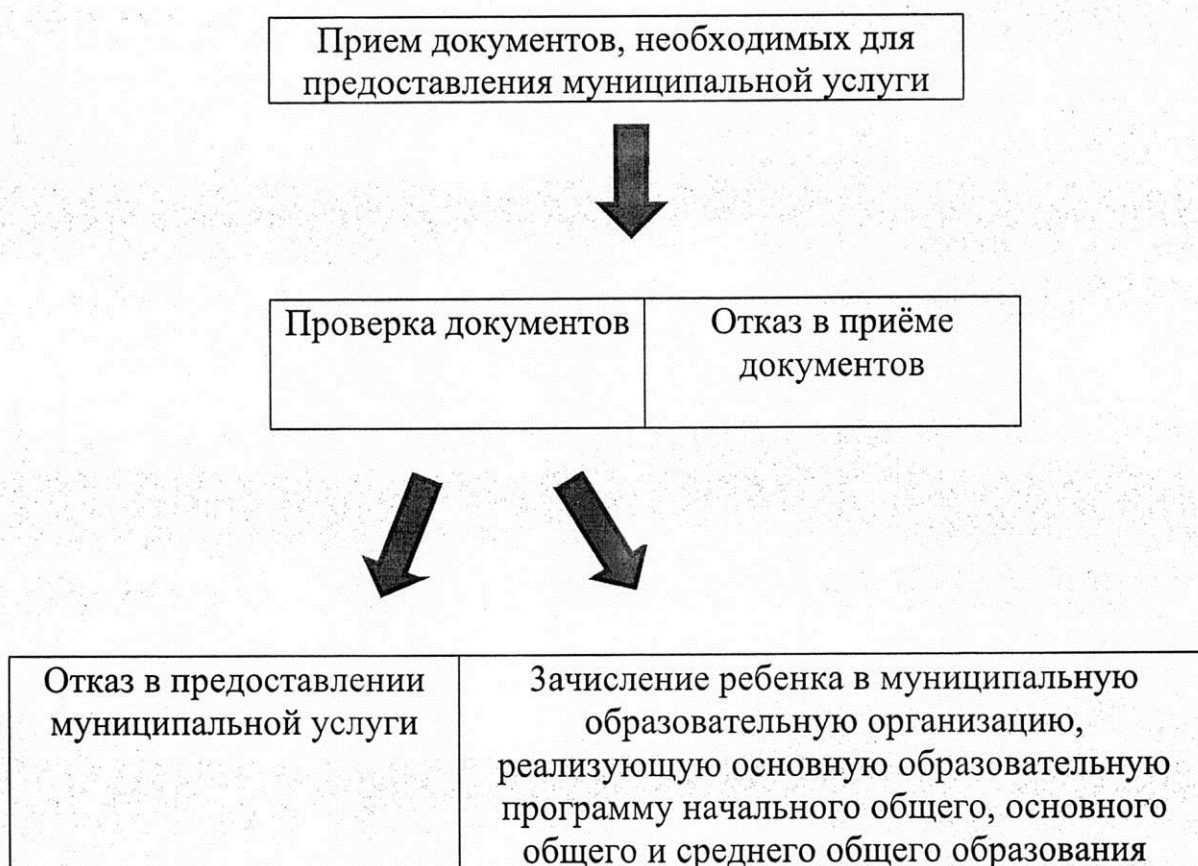 Прием документов, необходимых для
предоставления муниципальной услуги
Проверка документов
Отказ в приёме
документов
Отказ в предоставлении
муниципальной услуги
Зачисление ребенка в муниципальную
образовательную организацию,
реализующую основную образовательную
программу начального общего, основного
общего и среднего общего образования